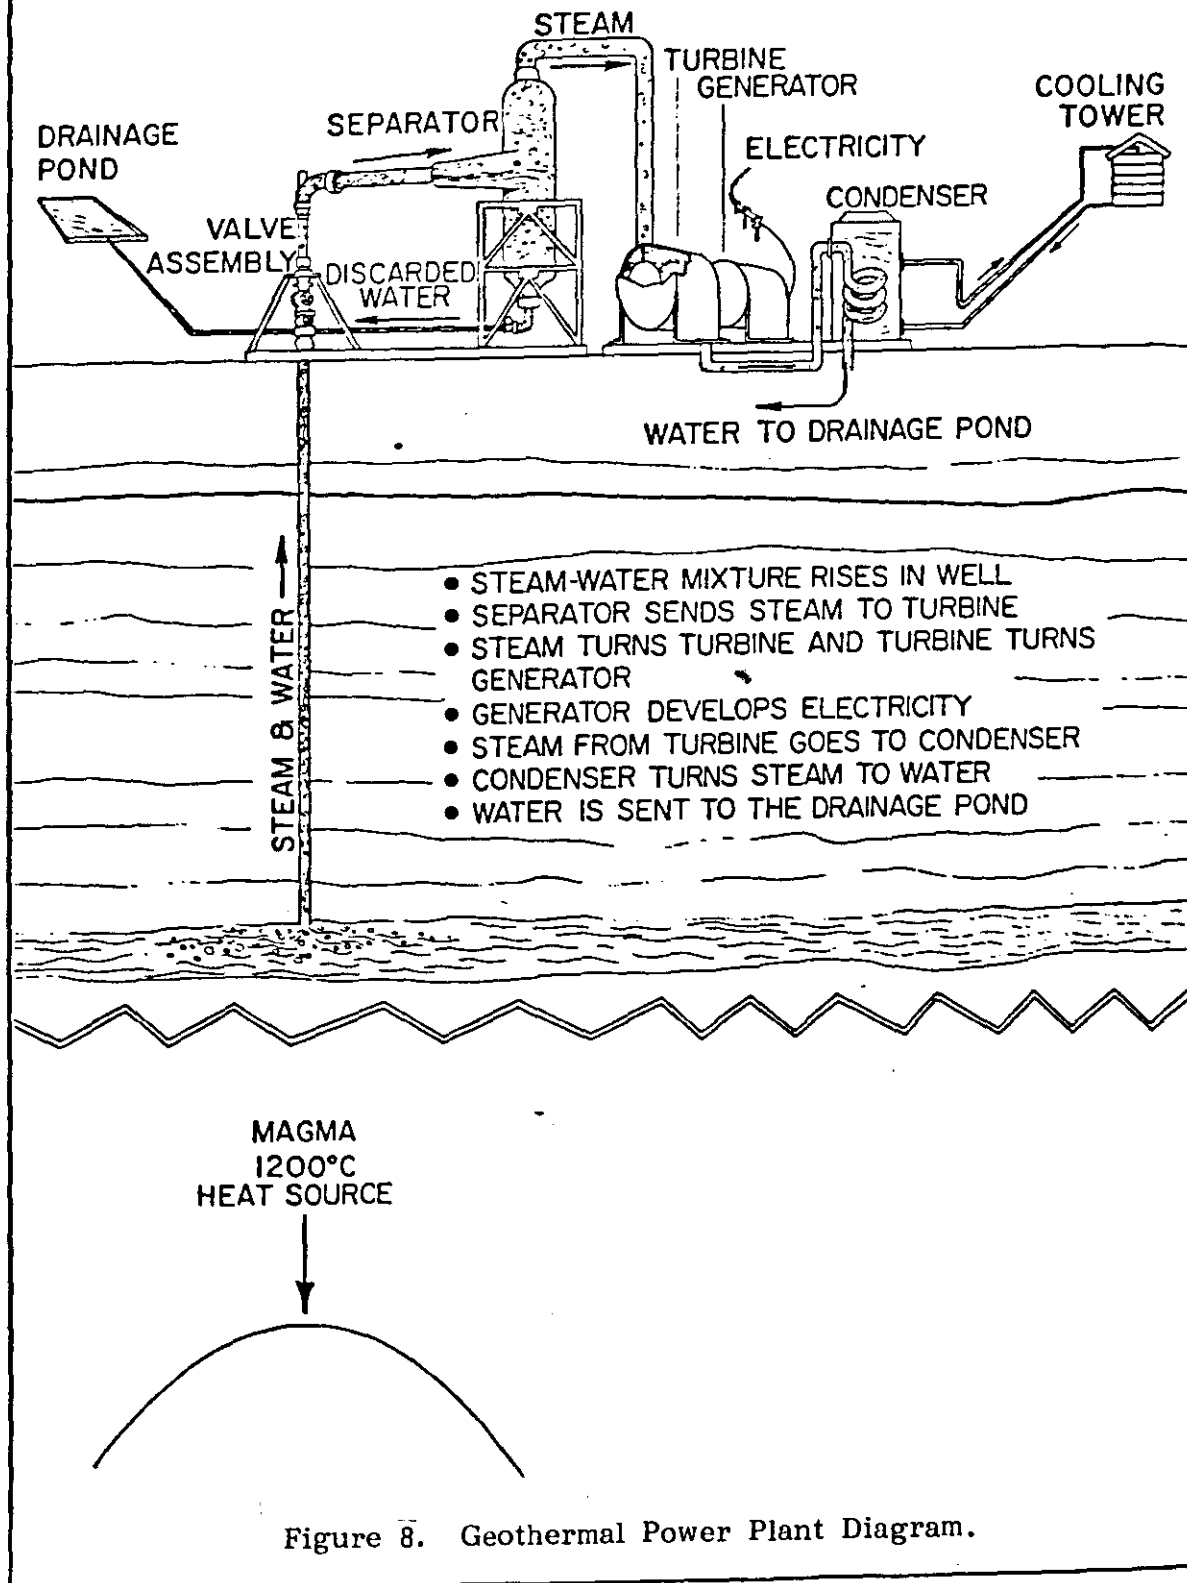 STEAM
TURBINE
GENERATOR
COOLING
TOWER
SEPARATOR
DRAINAGE
POND
ELECTRICITY
CONDENSER
VALVE
ASSEMBLY
DISCARDED
WATER
WATER TO DRAINAGE POND
STEAM & WATER
• STEAM-WATER MIXTURE RISES IN WELL
• SEPARATOR SENDS STEAM TO TURBINE
• STEAM TURNS TURBINE AND TURBINE TURNS
GENERATOR
• GENERATOR DEVELOPS ELECTRICITY
• STEAM FROM TURBINE GOES TO CONDENSER
• CONDENSER TURNS STEAM TO WATER
• WATER IS SENT TO THE DRAINAGE POND
MAGMA
1200°C
HEAT SOURCE
Figure 8. Geothermal Power Plant Diagram.